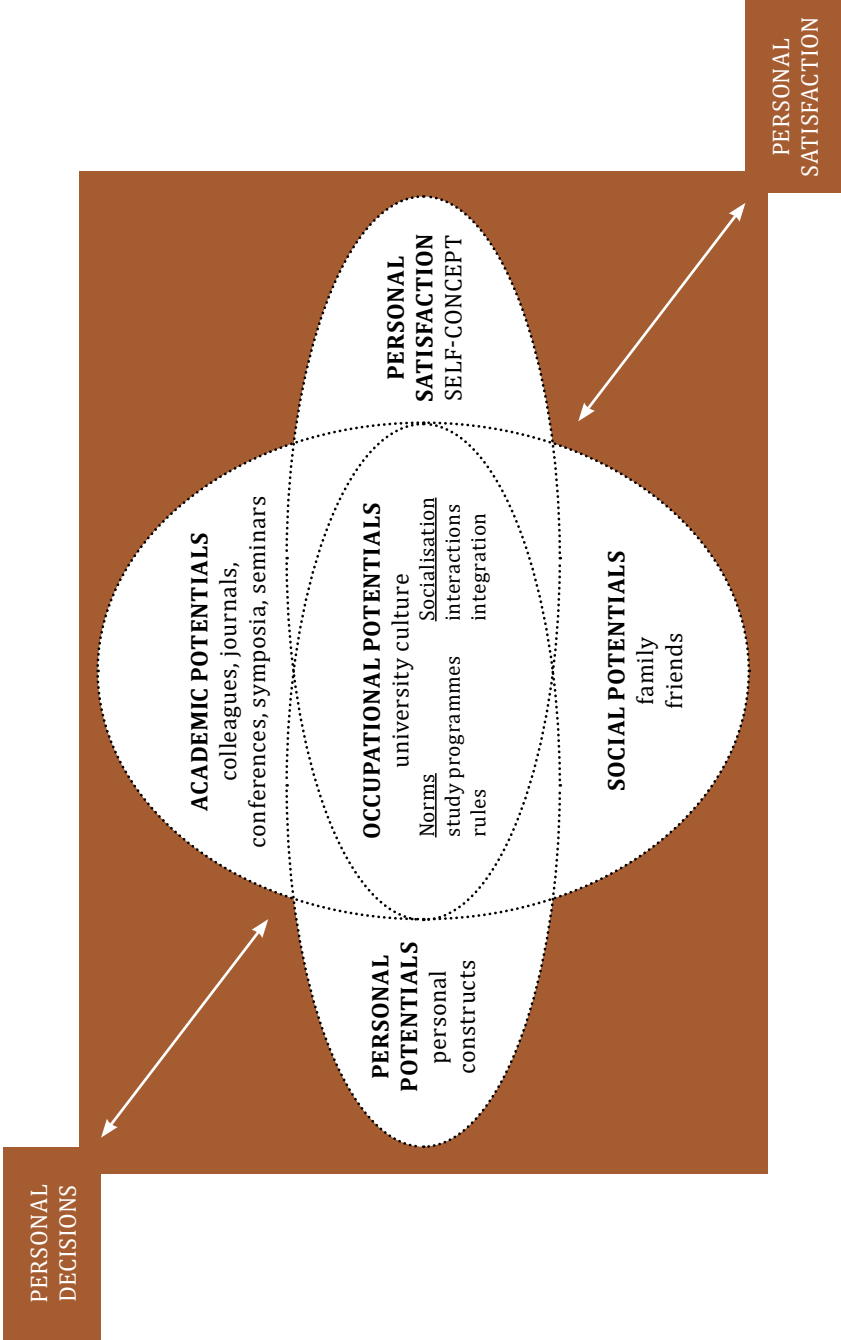 PERSONAL
DECISIONS
ACADEMIC POTENTIALS
colleagues, journals,
conferences, symposia, seminars
PERSONAL
POTENTIALS
personal
constructs
OCCUPATIONAL POTENTIALS
university culture
Norms
study programmes
rules
Socialisation
interactions
integration
PERSONAL
SATISFACTION
SELF-CONCEPT
SOCIAL POTENTIALS
family
friends
PERSONAL
SATISFACTION